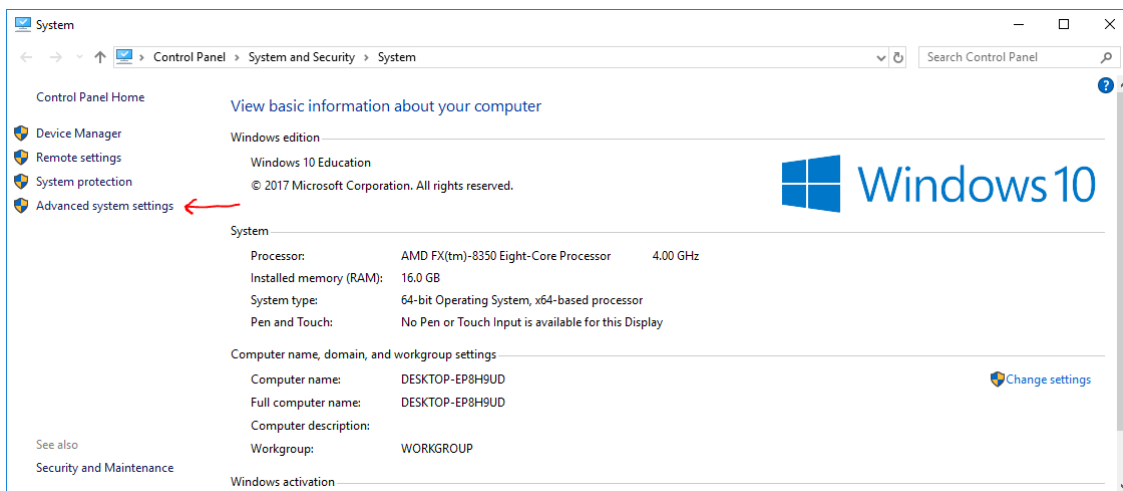 System
Control Panel > System and Security > System
Search Control Panel
Control Panel Home
Device Manager
Remote settings
System protection
Advanced system settings
See also
Security and Maintenance
View basic information about your computer
Windows edition
Windows 10 Education
© 2017 Microsoft Corporation. All rights reserved.
Windows 10
System
Processor: AMD FX(tm)-8350 Eight-Core Processor 4.00 GHz
Installed memory (RAM): 16.0 GB
System type: 64-bit Operating System, x64-based processor
Pen and Touch: No Pen or Touch Input is available for this Display
Computer name, domain, and workgroup settings
Computer name: DESKTOP-EP8H9UD
Change settings
Full computer name: DESKTOP-EP8H9UD
Computer description:
Workgroup: WORKGROUP
Windows activation